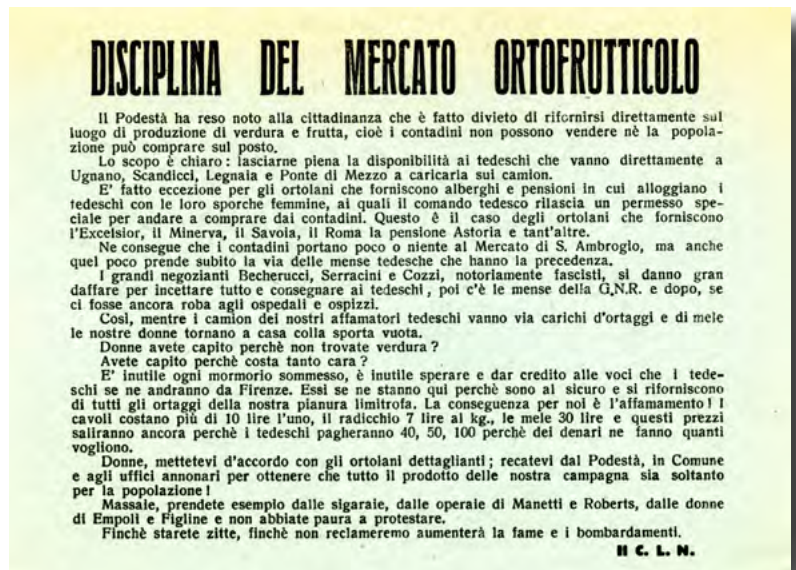 DISCIPLINA DEL MERCATO ORTOFRUTTICOLO
Il Podestà ha reso noto alla cittadinanza che è fatto divieto di rifornirsi direttamente sul
luogo di produzione di verdura e frutta, cioè i contadini non possono vendere nè la popola-
zione può comprare sul posto.
Lo scopo è chiaro : lasciarne piena la disponibilità ai tedeschi che vanno direttamente a
Ugnano, Scandicci, Legnaia e Ponte di Mezzo a caricarla sui camion.
E' fatto eccezione per gli ortolani che forniscono alberghi e pensioni in cui alloggiano i
tedeschi con le loro sporche femmine, ai quali il comando tedesco rilascia un permesso spe-
ciale per andare a comprare dai contadini. Questo è il caso degli ortolani che forniscono
l'Excelsior, il Minerva, il Savoia, il Roma la pensione Astoria e tant'altre.
Ne consegue che i contadini portano poco o niente al Mercato di S. Ambrogio, ma anche
quel poco prende subito la via delle mense tedesche che hanno la precedenza.
I grandi negozianti Becherucci, Serracini e Cozzi, notoriamente fascisti, si danno gran
daffare per incettare tutto e consegnare ai tedeschi, poi c'è le mense della G.N.R. e dopo, se
ci fosse ancora roba agli ospedali e ospizzi.
Così, mentre i camion dei nostri affamatori tedeschi vanno via carichi d'ortaggi e di mele
le nostre donne tornano a casa colla sporta vuota.
Donne avete capito perchè non trovate verdura ?
Avete capito perchè costa tanto cara ?
E' inutile ogni mormorio sommesso, è inutile sperare e dar credito alle voci che i tede-
schi se ne andranno da Firenze. Essi se ne stanno qui perchè sono al sicuro e si riforniscono
di tutti gli ortaggi della nostra pianura limitrofa. La conseguenza per noi è l'affamamento ! I
cavoli costano più di 10 lire l'uno, il radicchio 7 lire al kg., le mele 30 lire e questi prezzi
saliranno ancora perchè i tedeschi pagheranno 40, 50, 100 perchè dei denari ne fanno quanti
vogliono.
Donne, mettetevi d'accordo con gli ortolani dettaglianti ; recatevi dal Podestà, in Comune
e agli uffici annonari per ottenere che tutto il prodotto delle nostra campagna sia soltanto
per la popolazione !
Massaie, prendete esempio dalle sigaraie, dalle operaie di Manetti e Roberts, dalle donne
di Empoli e Figline e non abbiate paura a protestare.
Finchè starete zitte, finchè non reclameremo aumenterà la fame e i bombardamenti.
Il C. L. N.